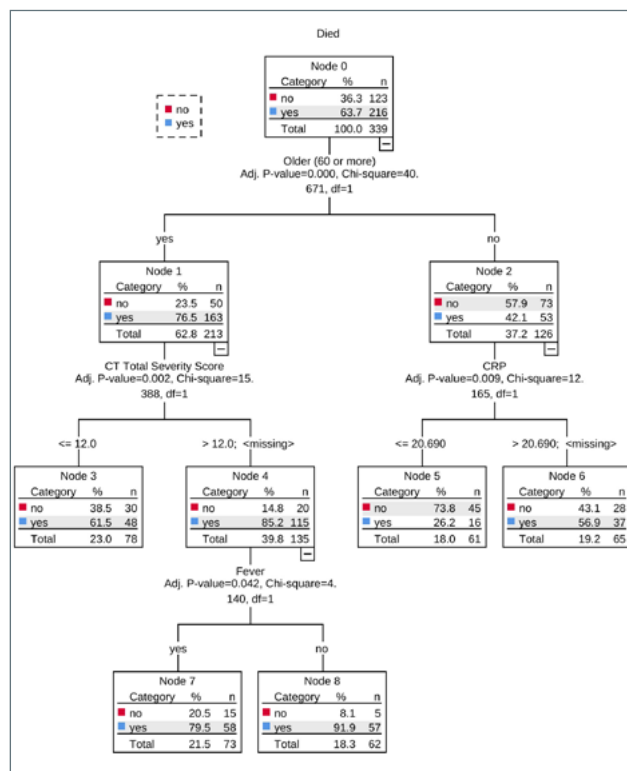 Died
no
yes
Node 0
Category % n
no 36.3 123
yes 63.7 216
Total 100.0 339
Older (60 or more)
Adj. P-value=0.000, Chi-square=40.
671, df=1
yes
no
Node 1
Category % n
no 23.5 50
yes 76.5 163
Total 62.8 213
Node 2
Category % n
no 57.9 73
yes 42.1 53
Total 37.2 126
CT Total Severity Score
Adj. P-value=0.002, Chi-square=15.
388, df=1
CRP
Adj. P-value=0.009, Chi-square=12.
165, df=1
<= 12.0
> 12.0; <missing>
<= 20.690
> 20.690; <missing>
Node 3
Category % n
no 38.5 30
yes 61.5 48
Total 23.0 78
Node 4
Category % n
no 14.8 20
yes 85.2 115
Total 39.8 135
Node 5
Category % n
no 73.8 45
yes 26.2 16
Total 18.0 61
Node 6
Category % n
no 43.1 28
yes 56.9 37
Total 19.2 65
Fever
Adj. P-value=0.042, Chi-square=4.
140, df=1
yes
no
Node 7
Category % n
no 20.5 15
yes 79.5 58
Total 21.5 73
Node 8
Category % n
no 8.1 5
yes 91.9 57
Total 18.3 62